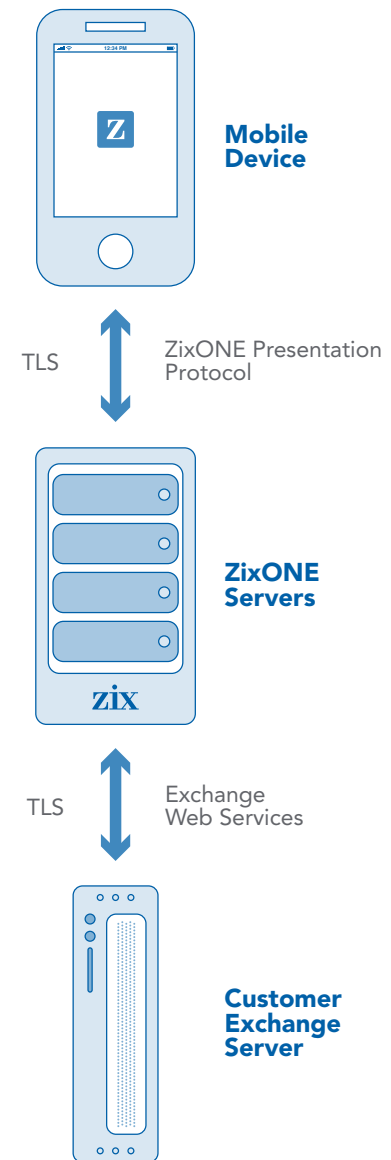 12:34 PM
Z
Mobile
Device
TLS
ZixONE Presentation
Protocol
ZixONE
Servers
zix
TLS
Exchange
Web Services
Customer
Exchange
Server